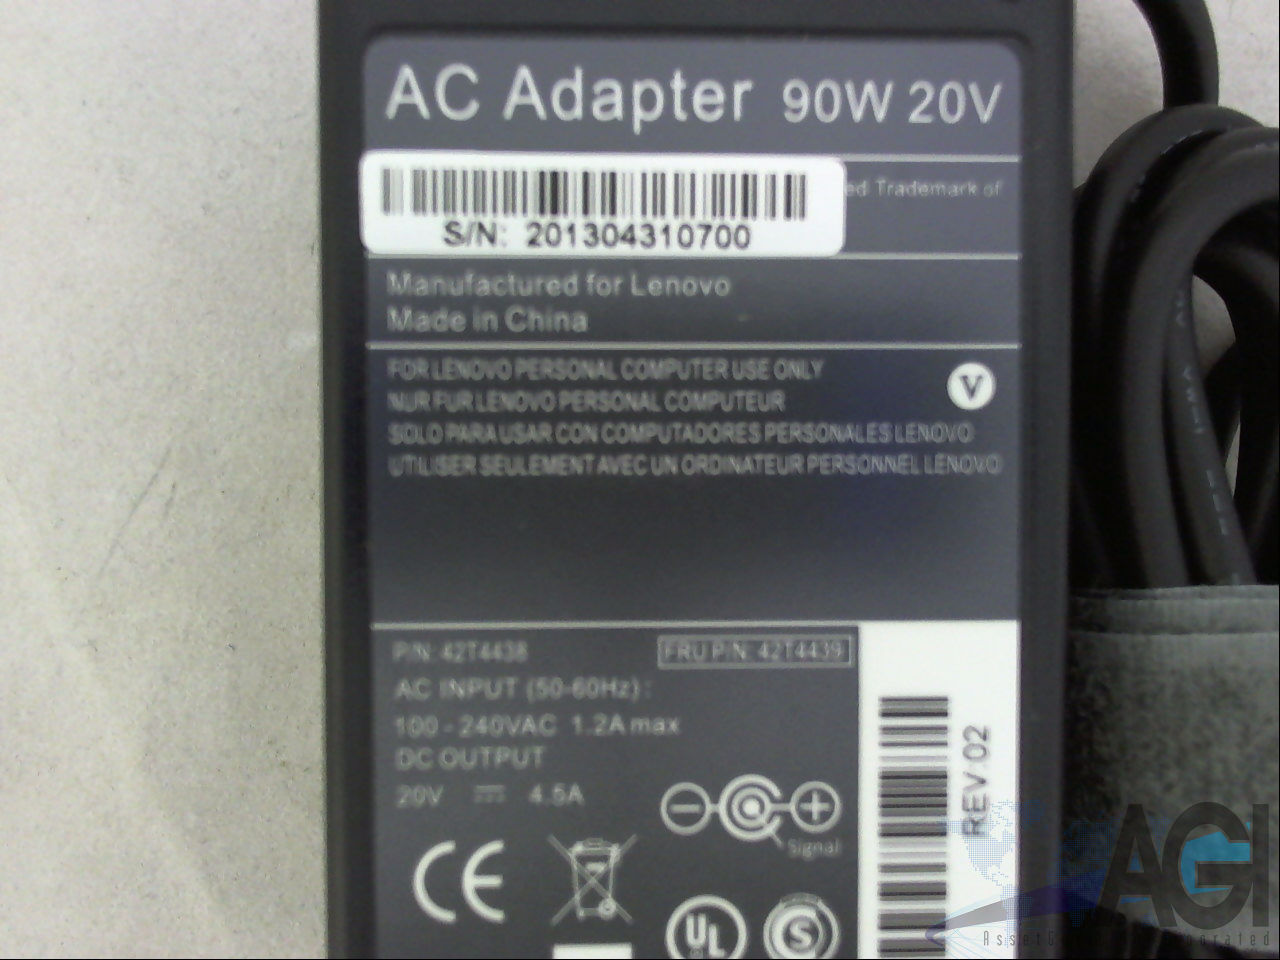 AC Adapter 90W 20V
ed Trademark of
S/N: 201304310700
Manufactured for Lenovo
Made in China
FOR LENOVO PERSONAL COMPUTER USE ONLY
NUR FUR LENOVO PERSONAL COMPUTEUR
SOLO PARA USAR CON COMPUTADORES PERSONALES LENOVO
UTILISER SEULEMENT AVEC UN ORDINATEUR PERSONNEL LENOVO
V
P/N: 42T4438 FRU P/N: 42T4439
AC INPUT (50-60Hz):
100-240VAC 1.2A max
DC OUTPUT
20V 4.5A
Signal
CE
UL
S
REV 02
AGI